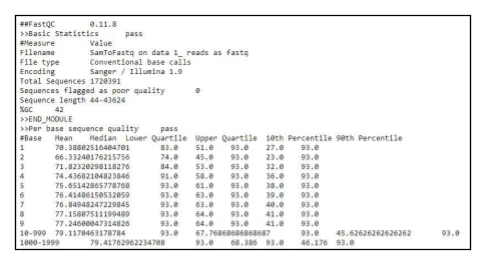 ##FastQC 0.11.8
>>Basic Statistics pass
#Measure Value
Filename SamToFastq on data 1_ reads as fastq
File type Conventional base calls
Encoding Sanger / Illumina 1.9
Total Sequences 1720391
Sequences flagged as poor quality 0
Sequence length 44-43624
%GC 42
>>END_MODULE
>>Per base sequence quality pass
#Base Mean Median Lower Quartile Upper Quartile 10th Percentile 90th Percentile
1 70.38802516404701 83.0 51.0 93.0 27.0 93.0
2 66.33240176215756 74.0 45.0 93.0 23.0 93.0
3 71.82320298118276 84.0 53.0 93.0 32.0 93.0
4 74.43682104823846 91.0 58.0 93.0 36.0 93.0
5 75.65142865778768 93.0 61.0 93.0 38.0 93.0
6 76.41486150532059 93.0 63.0 93.0 39.0 93.0
7 76.84948247229845 93.0 63.0 93.0 40.0 93.0
8 77.15807511199489 93.0 64.0 93.0 41.0 93.0
9 77.24600047314826 93.0 64.0 93.0 41.0 93.0
10-999 79.1170463178784 93.0 67.76868686868687 93.0 45.62626262626262 93.0
1000-1999 79.41762962234708 93.0 68.386 93.0 46.176 93.0